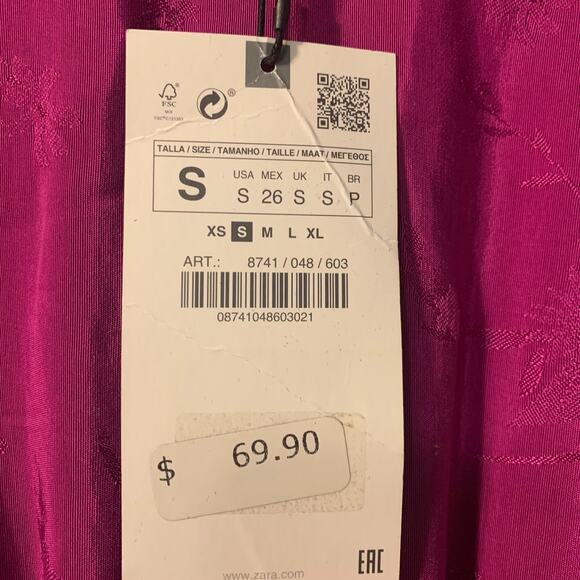 FSC
MIX
®
TALLA / SIZE / TAMANHO / TAILLE / MAAT / ΜΕΓΕΘΟΣ
S
USA MEX UK IT BR
S 26 S S P
XS S M L XL
ART.: 8741 / 048 / 603
08741048603021
$ 69.90
www.zara.com
EAC